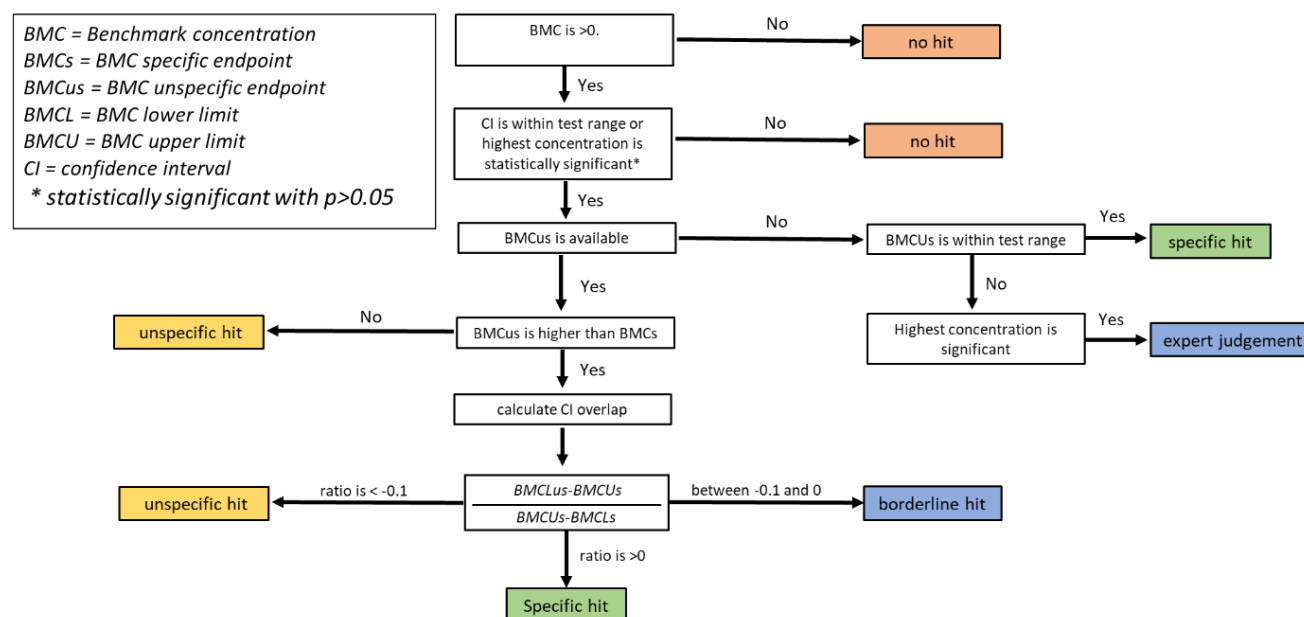 BMC = Benchmark concentration
BMCs = BMC specific endpoint
BMCus = BMC unspecific endpoint
BMCL = BMC lower limit
BMCU = BMC upper limit
CI = confidence interval
* statistically significant with p>0.05
BMC is >0.
No
no hit
Yes
CI is within test range or
highest concentration is
statistically significant*
No
no hit
Yes
BMCus is available
No
BMCUs is within test range
Yes
specific hit
Yes
No
unspecific hit
No
BMCus is higher than BMCs
Highest concentration is
significant
Yes
expert judgement
Yes
calculate CI overlap
unspecific hit
ratio is < -0.1
BMCLus-BMCUs
BMCUs-BMCLs
between -0.1 and 0
borderline hit
ratio is >0
Specific hit